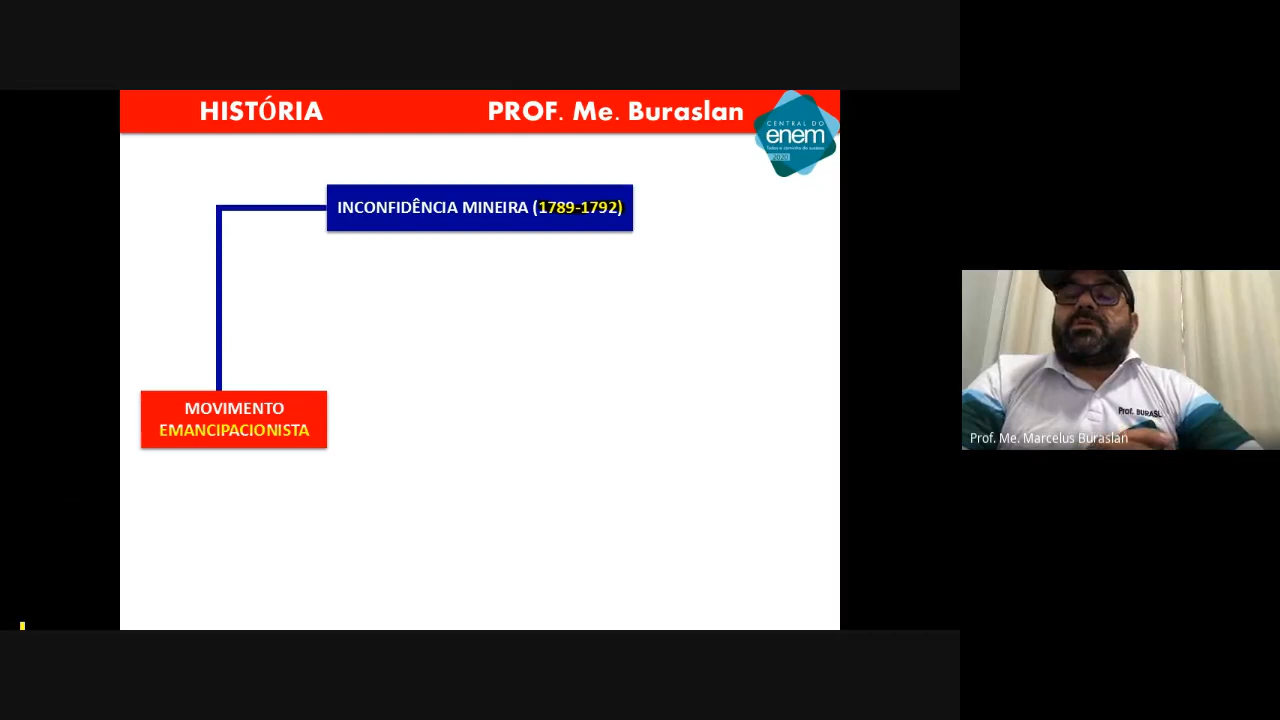 HISTÓRIA
PROF. Me. Buraslan
CENTRAL DO
enem
INCONFIDÊNCIA MINEIRA (1789-1792)
MOVIMENTO
EMANCIPACIONISTA
Prof. BURASL
Prof. Me. Marcelus Buraslan